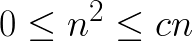 0 ≤ n² ≤ cn